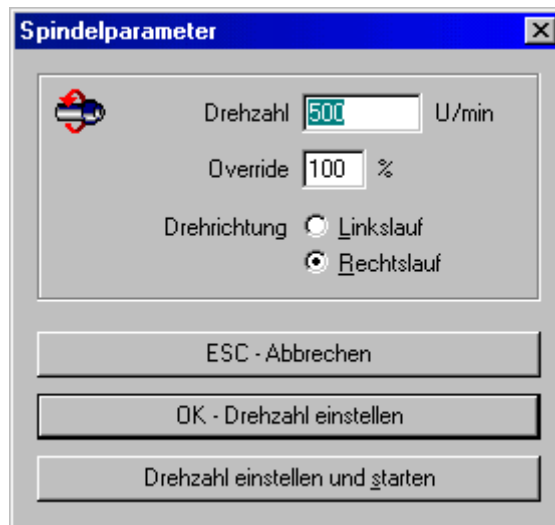 Spindelparameter
Drehzahl 500 U/min
Override 100 %
Drehrichtung Linkslauf
Rechtslauf
ESC - Abbrechen
OK - Drehzahl einstellen
Drehzahl einstellen und starten